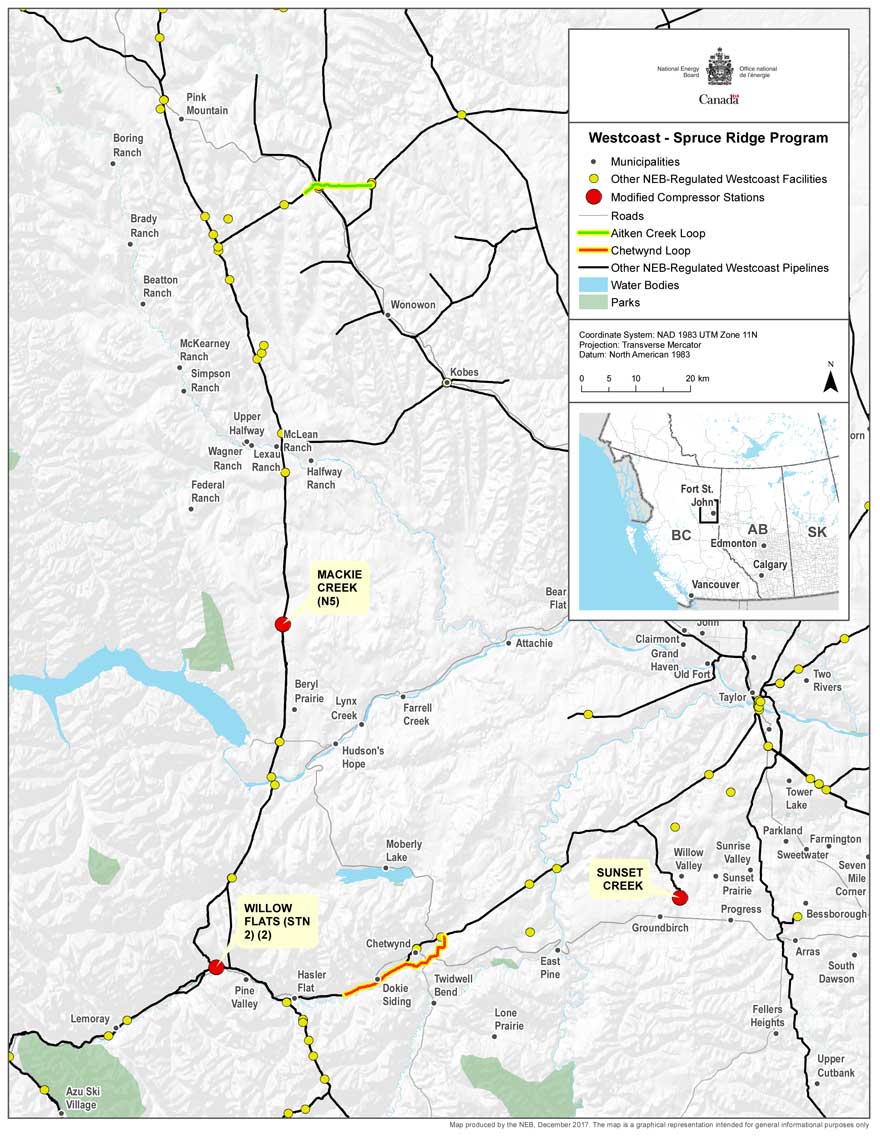 National Energy Board
Office national de l'énergie
Canada
Westcoast - Spruce Ridge Program
Municipalities
Other NEB-Regulated Westcoast Facilities
Modified Compressor Stations
Roads
Aitken Creek Loop
Chetwynd Loop
Other NEB-Regulated Westcoast Pipelines
Water Bodies
Parks
Coordinate System: NAD 1983 UTM Zone 11N
Projection: Transverse Mercator
Datum: North American 1983
N
0 5 10 20 km
Fort St.
John
BC
AB
SK
Edmonton
Calgary
Vancouver
Pink
Mountain
Boring
Ranch
Brady
Ranch
Beatton
Ranch
Wonowon
McKearney
Ranch
Simpson
Ranch
Kobes
Upper
Halfway
McLean
Ranch
Wagner
Ranch
Lexau
Ranch
Halfway
Ranch
Federal
Ranch
orn
MACKIE
CREEK
(N5)
Bear
Flat
John
Clairmont
Grand
Haven
Attachie
Old Fort
Two
Rivers
Taylor
Beryl
Prairie
Lynx
Creek
Farrell
Creek
Hudson's
Hope
Tower
Lake
Parkland
Farmington
Sweetwater
Seven
Mile
Corner
Moberly
Lake
Willow
Valley
Sunrise
Valley
SUNSET
CREEK
Sunset
Prairie
Progress
Bessborough
Groundbirch
WILLOW
FLATS (STN
2) (2)
Chetwynd
Arras
East
Pine
South
Dawson
Pine
Valley
Hasler
Flat
Dokie
Siding
Twidwell
Bend
Lone
Prairie
Fellers
Heights
Lemoray
Upper
Cutbank
Azu Ski
Village
Map produced by the NEB, December 2017. The map is a graphical representation intended for general informational purposes only